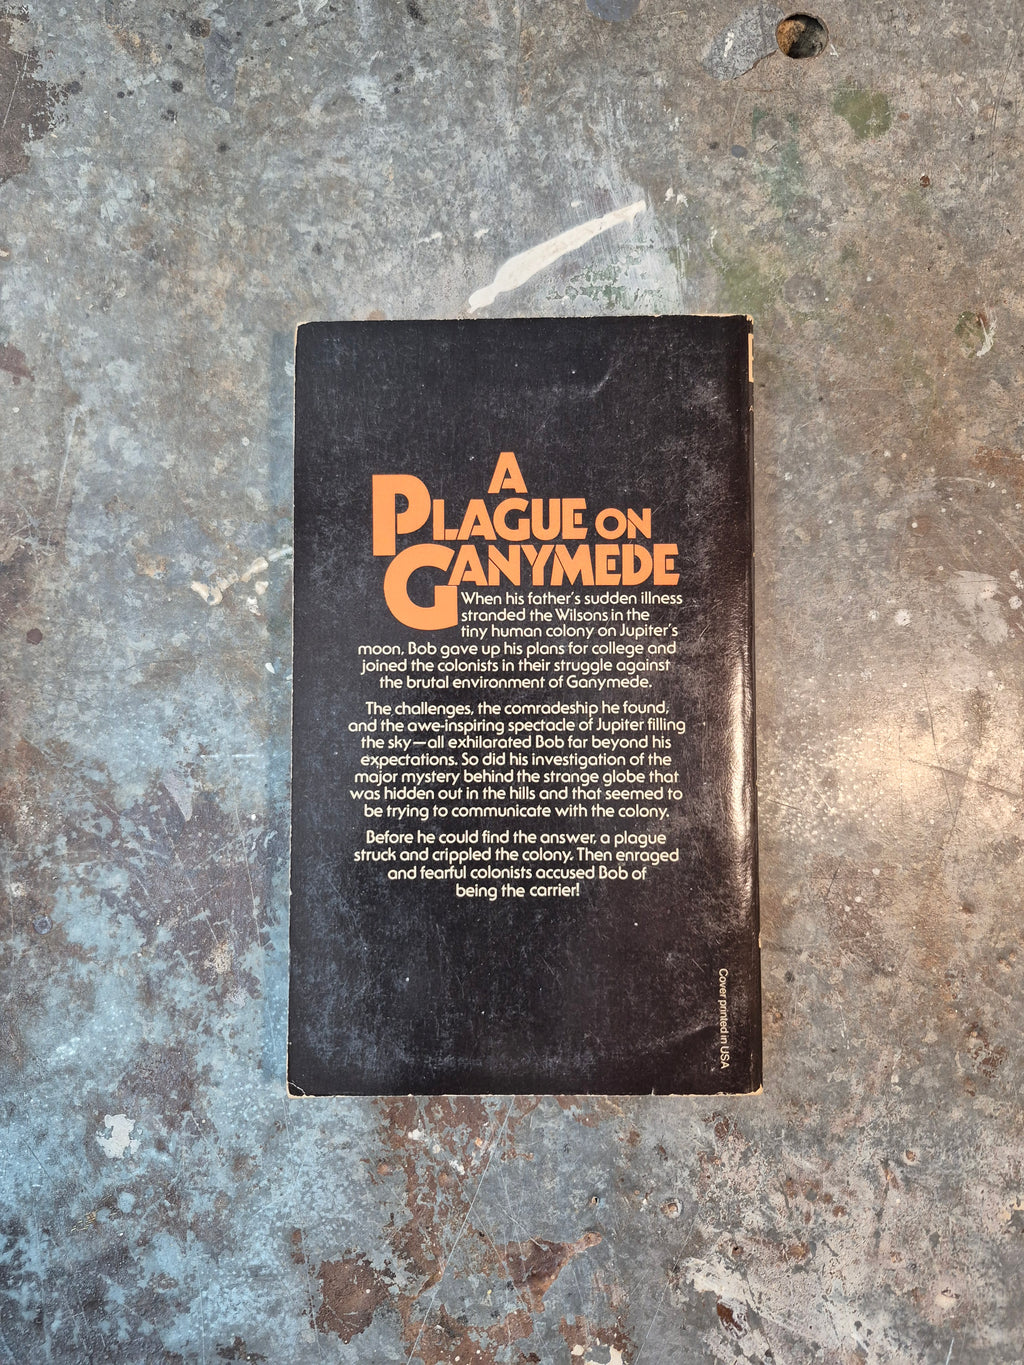 A
PLAGUE ON
GANYMEDE
When his father's sudden illness
stranded the Wilsons in the
tiny human colony on Jupiter's
moon, Bob gave up his plans for college and
joined the colonists in their struggle against
the brutal environment of Ganymede.
The challenges, the comradeship he found,
and the awe-inspiring spectacle of Jupiter filling
the sky—all exhilarated Bob far beyond his
expectations. So did his investigation of the
major mystery behind the strange globe that
was hidden out in the hills and that seemed to
be trying to communicate with the colony.
Before he could find the answer, a plague
struck and crippled the colony. Then enraged
and fearful colonists accused Bob of
being the carrier!
Cover printed in USA